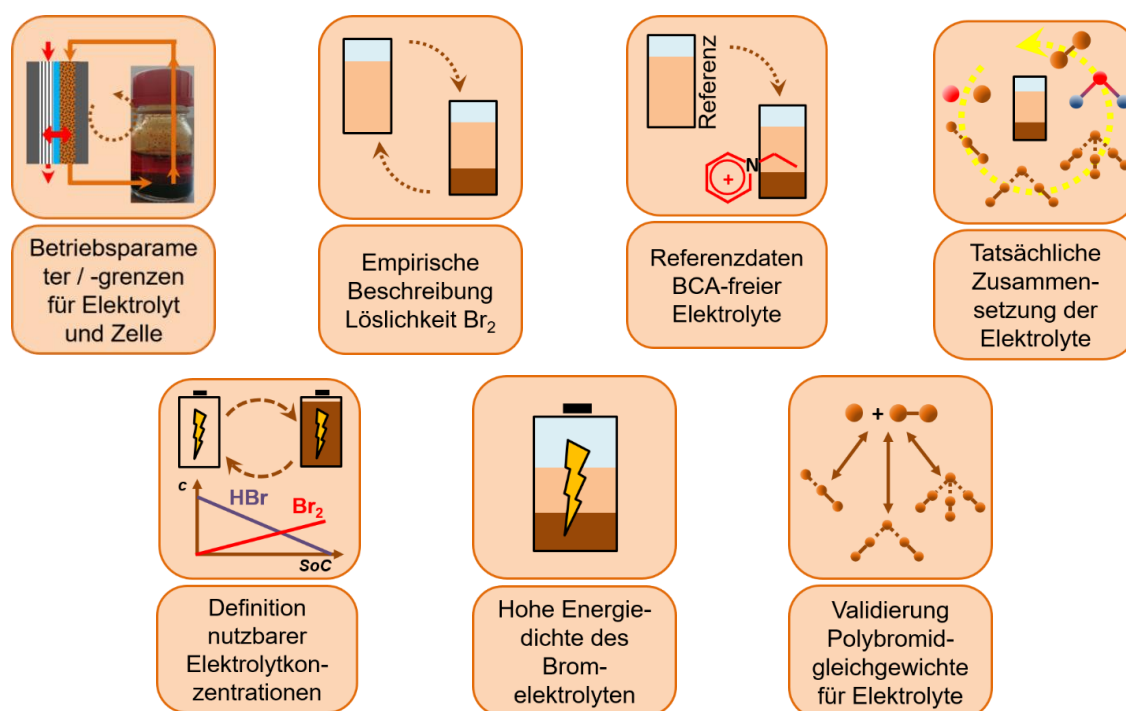 Referenz
N
+
Betriebsparame
ter / -grenzen
für Elektrolyt
und Zelle
Empirische
Beschreibung
Löslichkeit Br₂
Referenzdaten
BCA-freier
Elektrolyte
Tatsächliche
Zusammen-
setzung der
Elektrolyte
c
HBr
Br₂
SoC
+
Definition
nutzbarer
Elektrolytkon-
zentrationen
Hohe Energie-
dichte des
Brom-
elektrolyten
Validierung
Polybromid-
gleichgewichte
für Elektrolyte